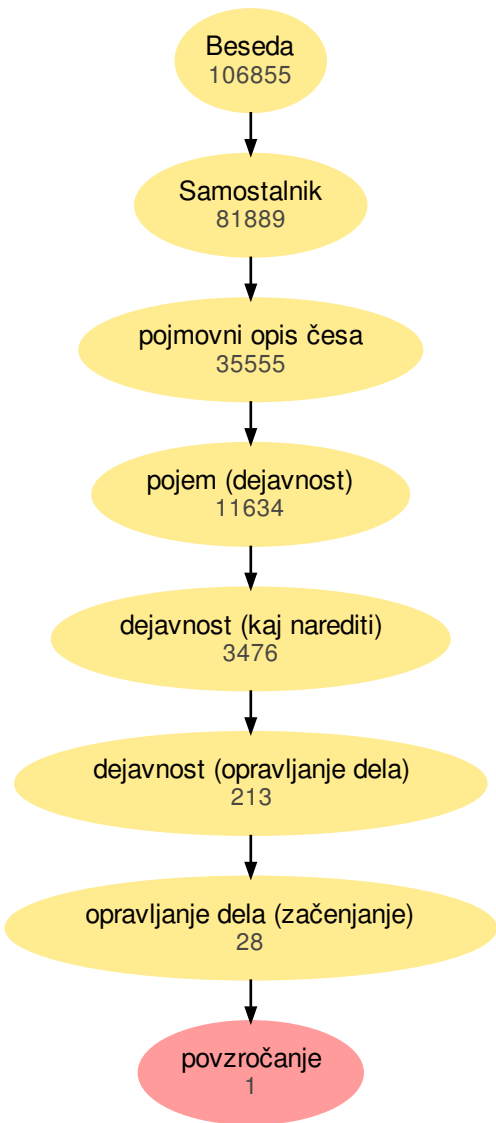 Beseda
106855
Samostalnik
81889
pojmovni opis česa
35555
pojem (dejavnost)
11634
dejavnost (kaj narediti)
3476
dejavnost (opravljanje dela)
213
opravljanje dela (začenjanje)
28
povzročanje
1